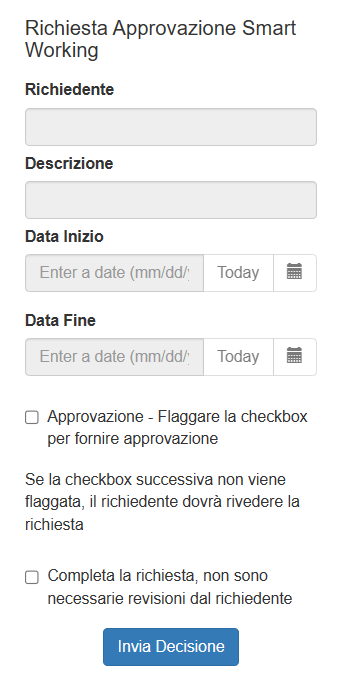 Richiesta Approvazione Smart
Working
Richiedente
Descrizione
Data Inizio
Enter a date (mm/dd/y Today
Data Fine
Enter a date (mm/dd/y Today
Approvazione - Flaggare la checkbox
per fornire approvazione
Se la checkbox successiva non viene
flaggata, il richiedente dovrà rivedere la
richiesta
Completa la richiesta, non sono
necessarie revisioni dal richiedente
Invia Decisione